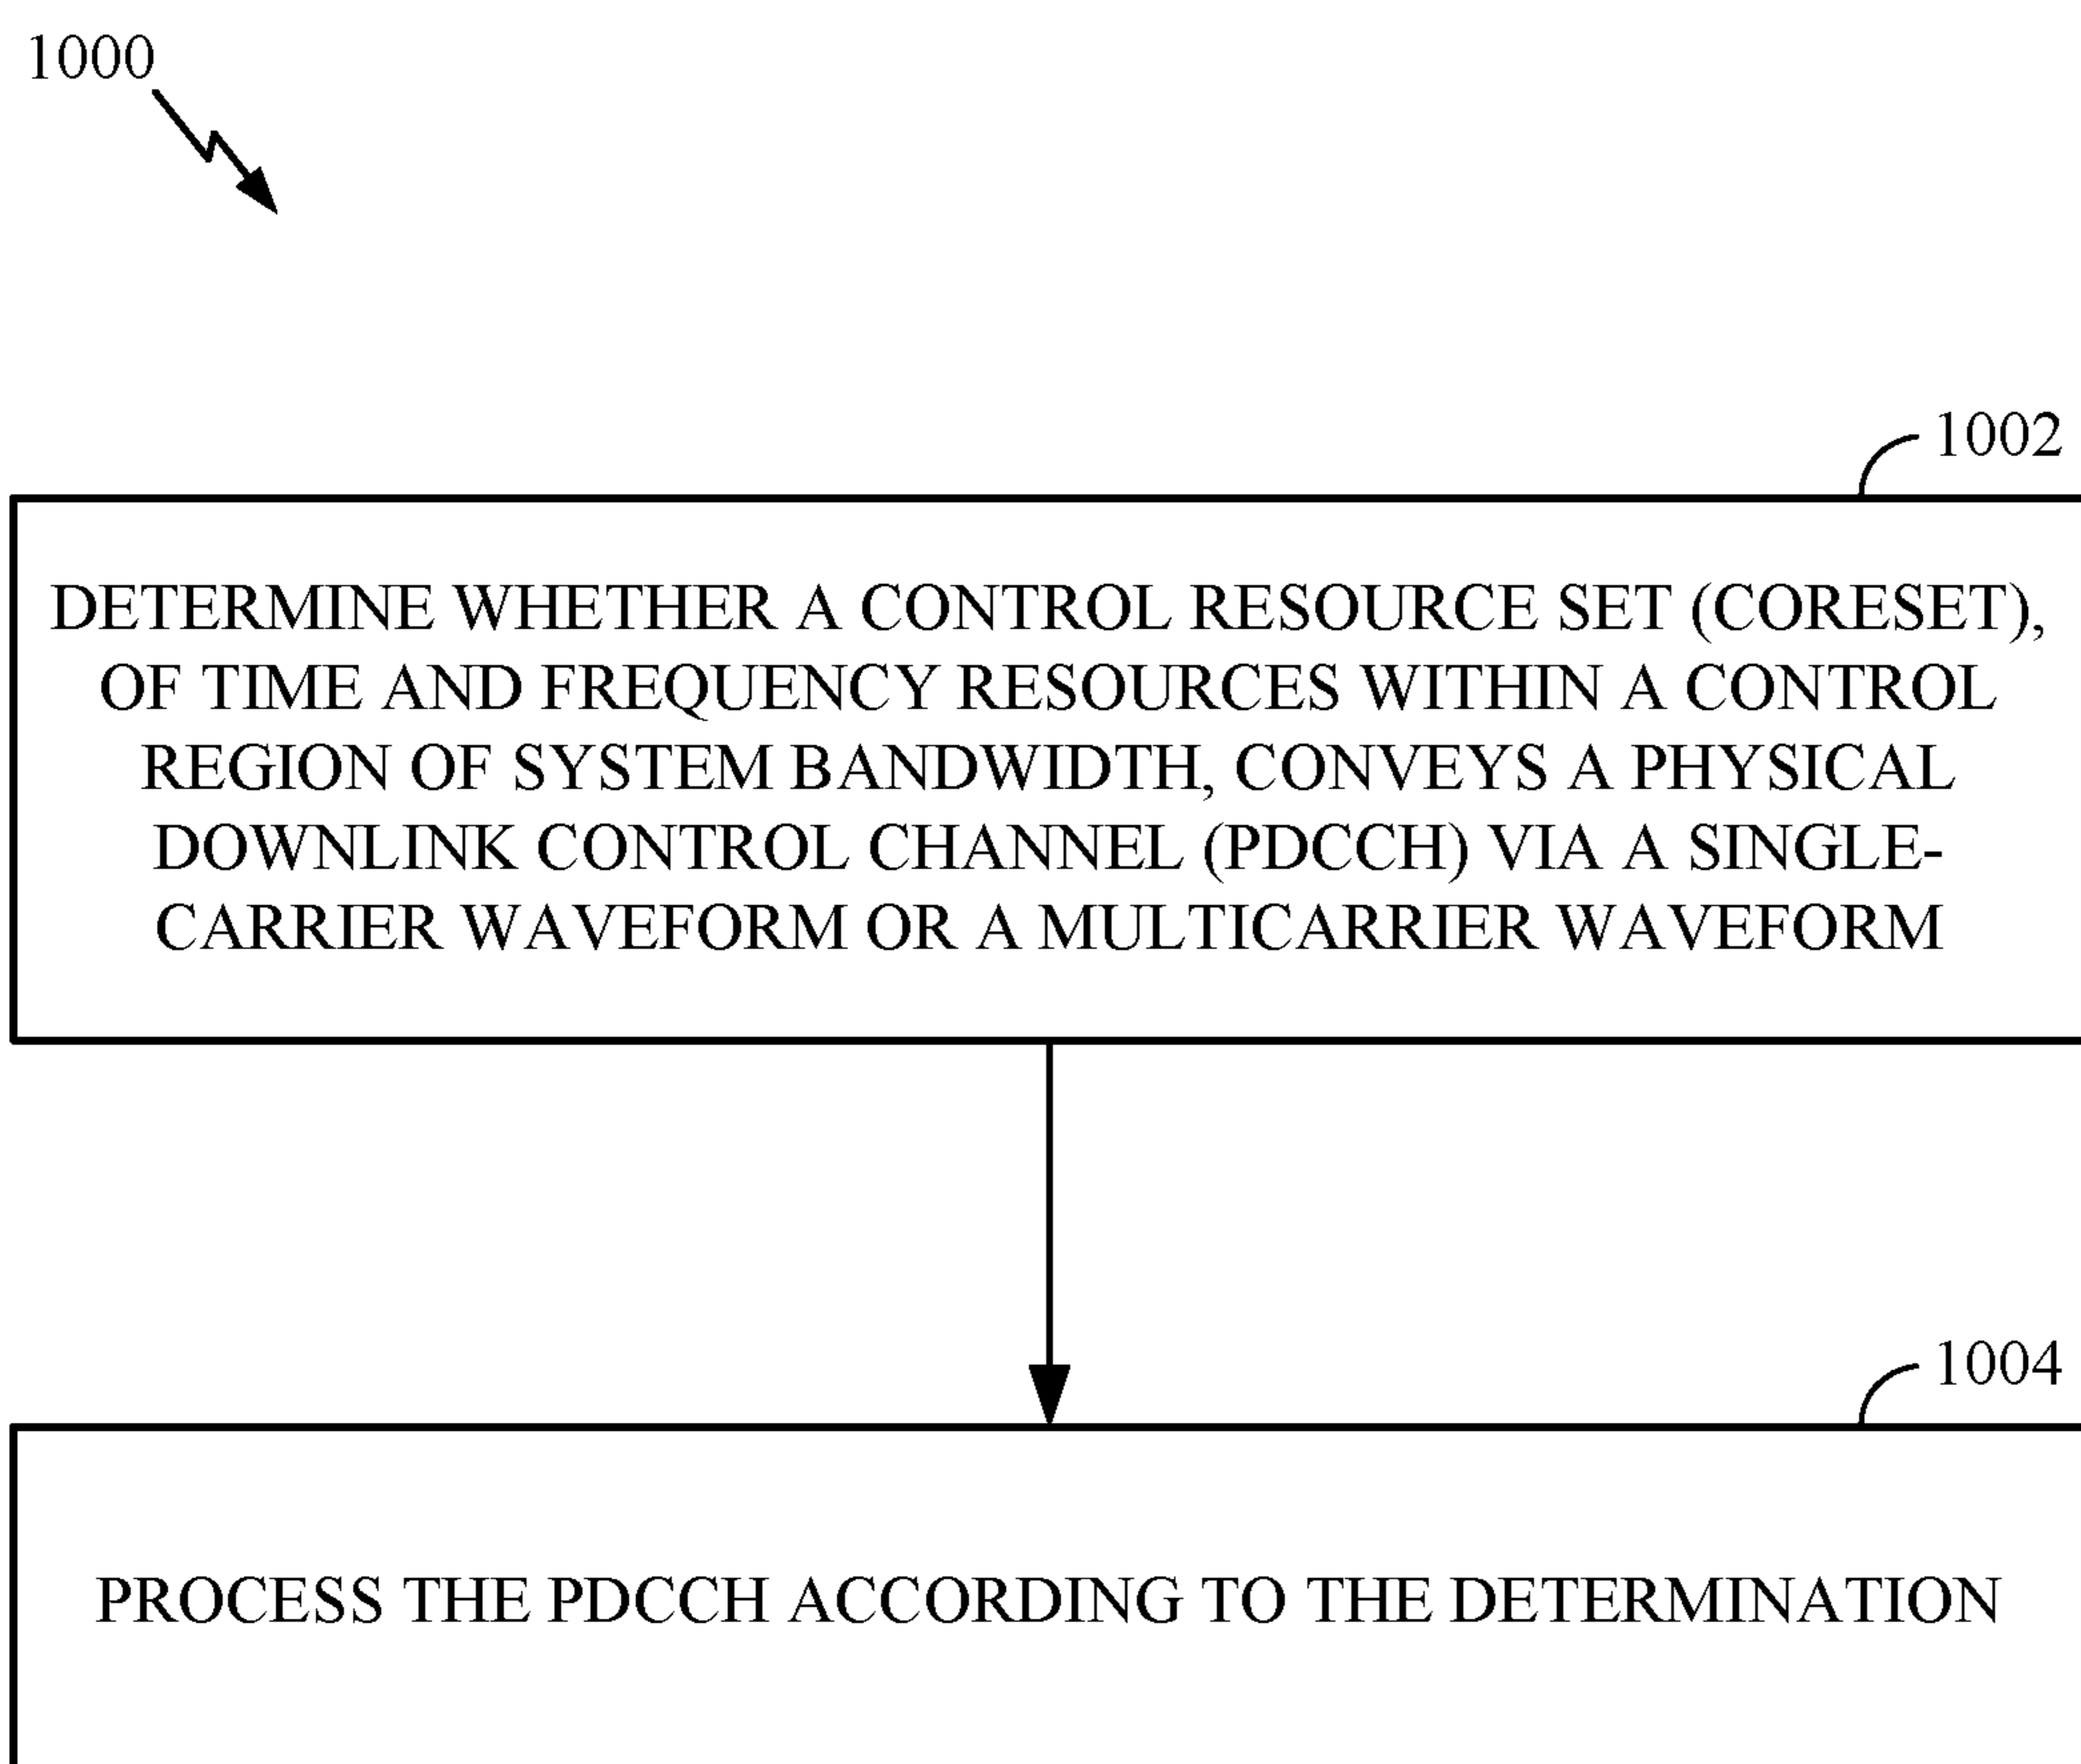 1000
1002
DETERMINE WHETHER A CONTROL RESOURCE SET (CORESET),
OF TIME AND FREQUENCY RESOURCES WITHIN A CONTROL
REGION OF SYSTEM BANDWIDTH, CONVEYS A PHYSICAL
DOWNLINK CONTROL CHANNEL (PDCCH) VIA A SINGLE-
CARRIER WAVEFORM OR A MULTICARRIER WAVEFORM
1004
PROCESS THE PDCCH ACCORDING TO THE DETERMINATION